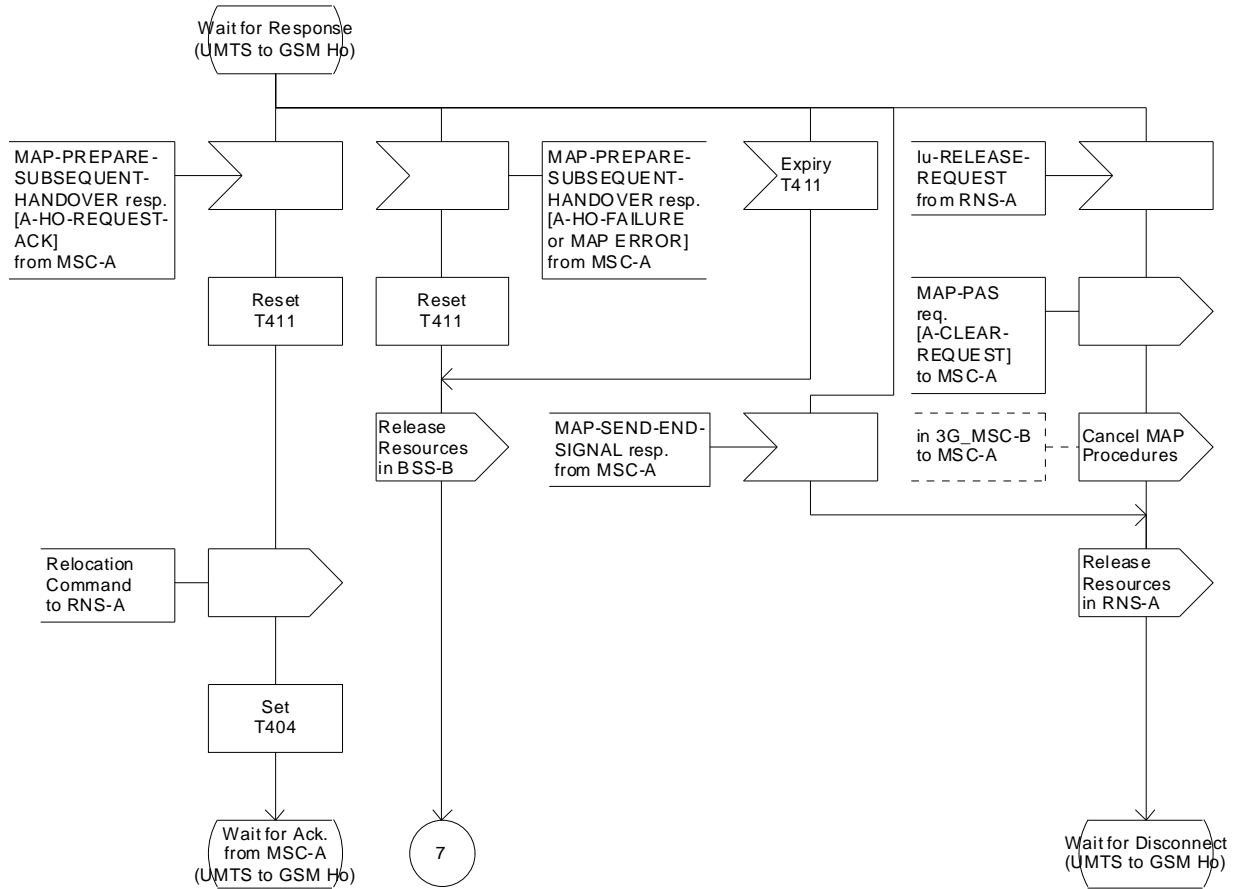 Wait for Response
(UMTS to GSM Ho)
MAP-PREPARE-
SUBSEQUENT-
HANDOVER resp.
[A-HO-REQUEST-
ACK]
from MSC-A
MAP-PREPARE-
SUBSEQUENT-
HANDOVER resp.
[A-HO-FAILURE
or MAP ERROR]
from MSC-A
Expiry
T411
Iu-RELEASE-
REQUEST
from RNS-A
Reset
T411
Reset
T411
MAP-PAS
req.
[A-CLEAR-
REQUEST]
to MSC-A
Release
Resources
in BSS-B
MAP-SEND-END-
SIGNAL resp.
from MSC-A
in 3G_MSC-B
to MSC-A
Cancel MAP
Procedures
Relocation
Command
to RNS-A
Release
Resources
in RNS-A
Set
T404
Wait for Ack.
from MSC-A
(UMTS to GSM Ho)
7
Wait for Disconnect
(UMTS to GSM Ho)